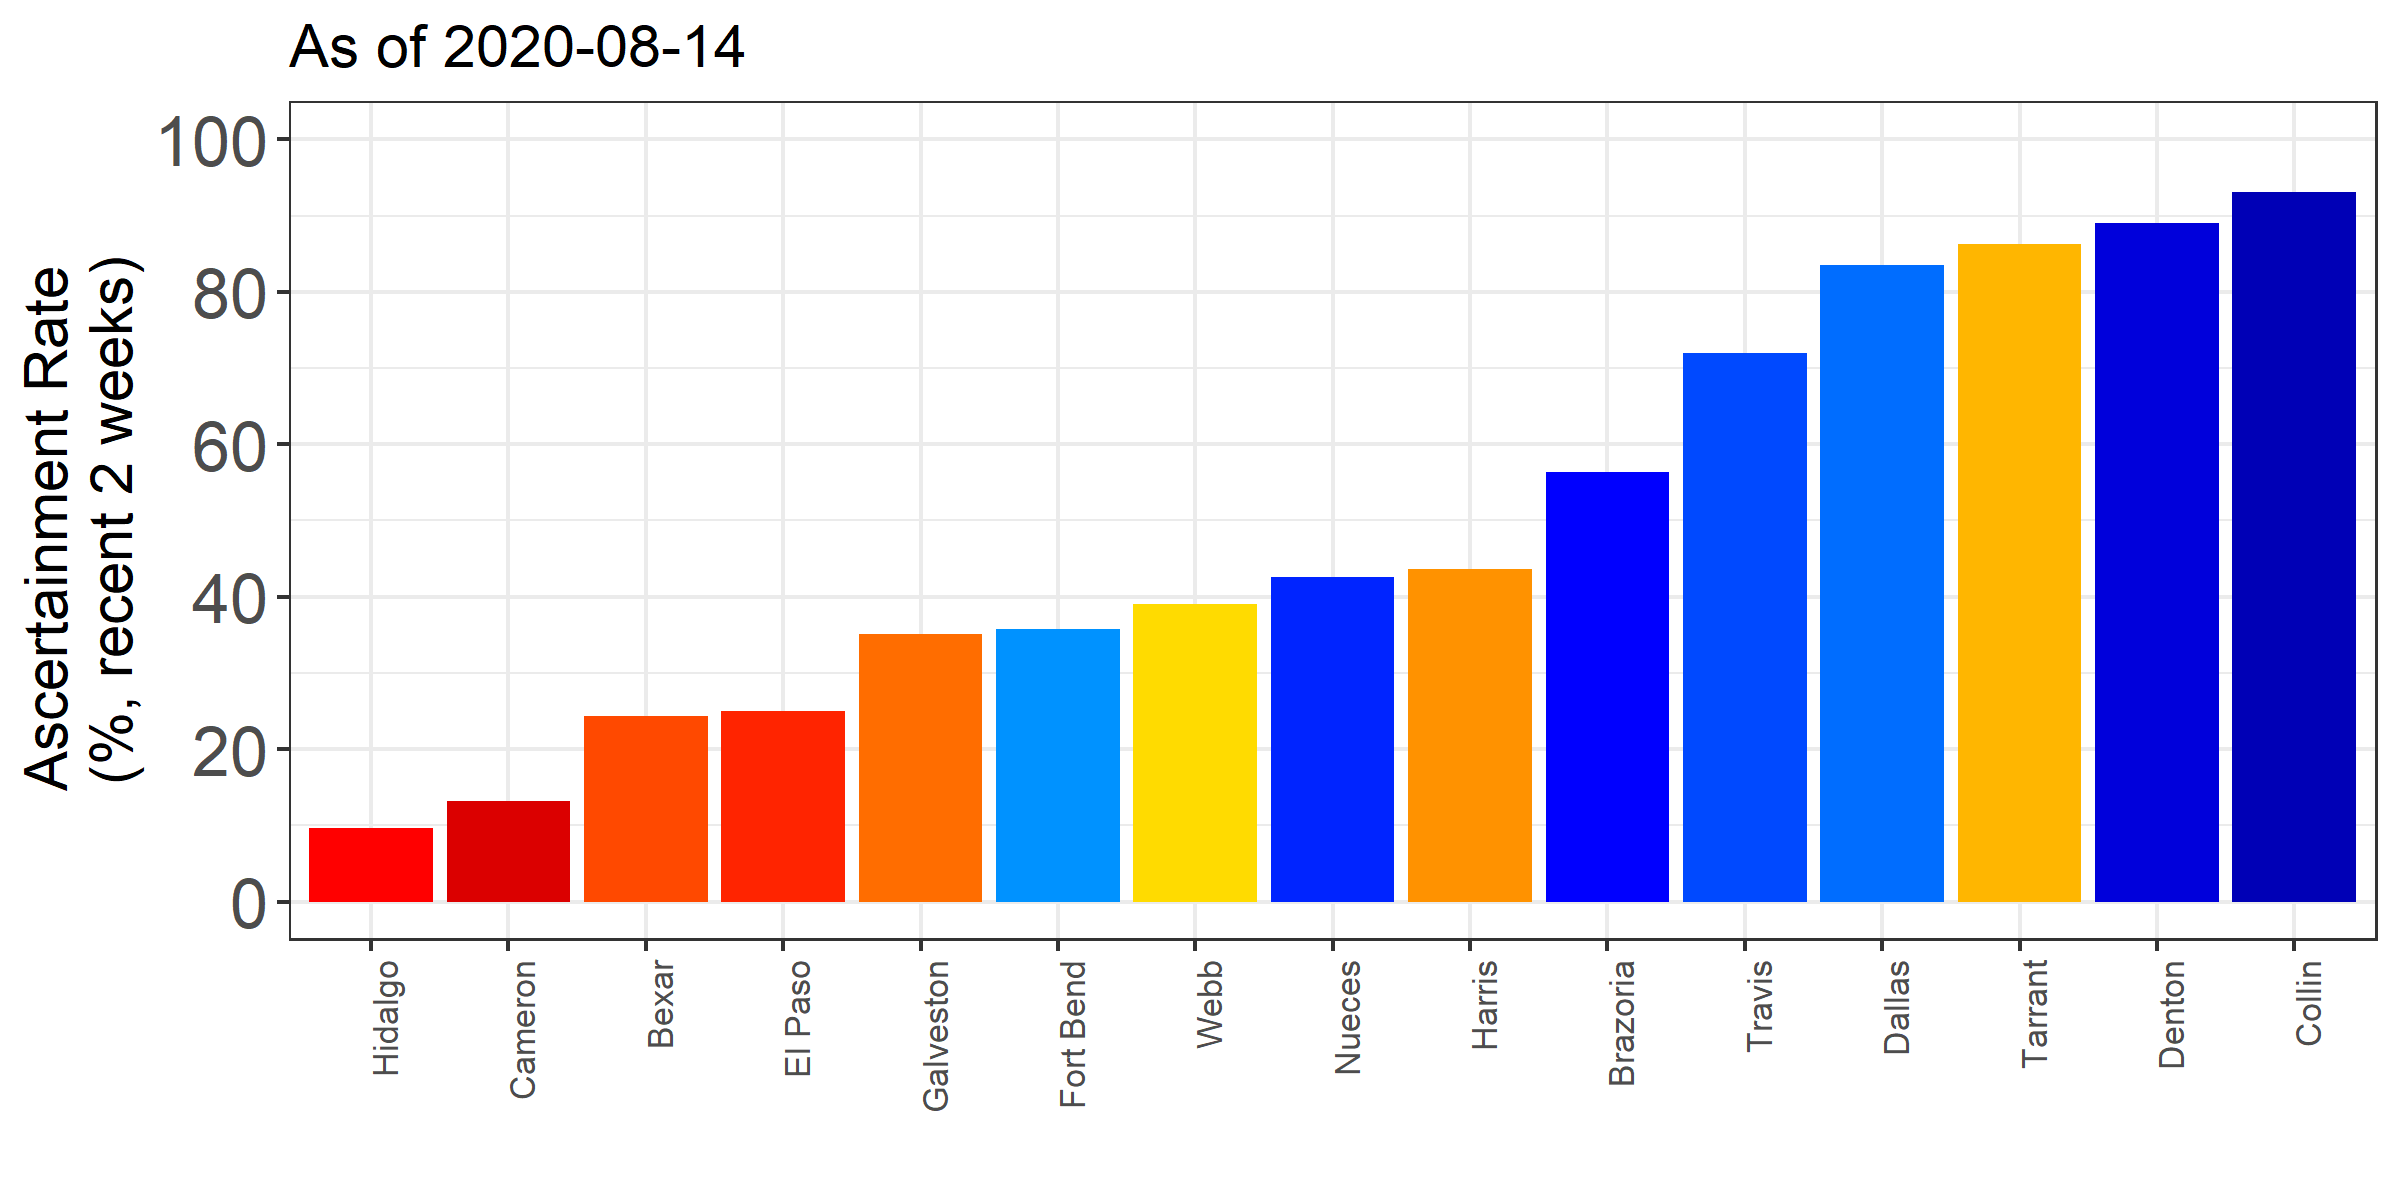 As of 2020-08-14
Ascertainment Rate
(%, recent 2 weeks)
100
80
60
40
20
0
Hidalgo
Cameron
Bexar
El Paso
Galveston
Fort Bend
Webb
Nueces
Harris
Brazoria
Travis
Dallas
Tarrant
Denton
Collin